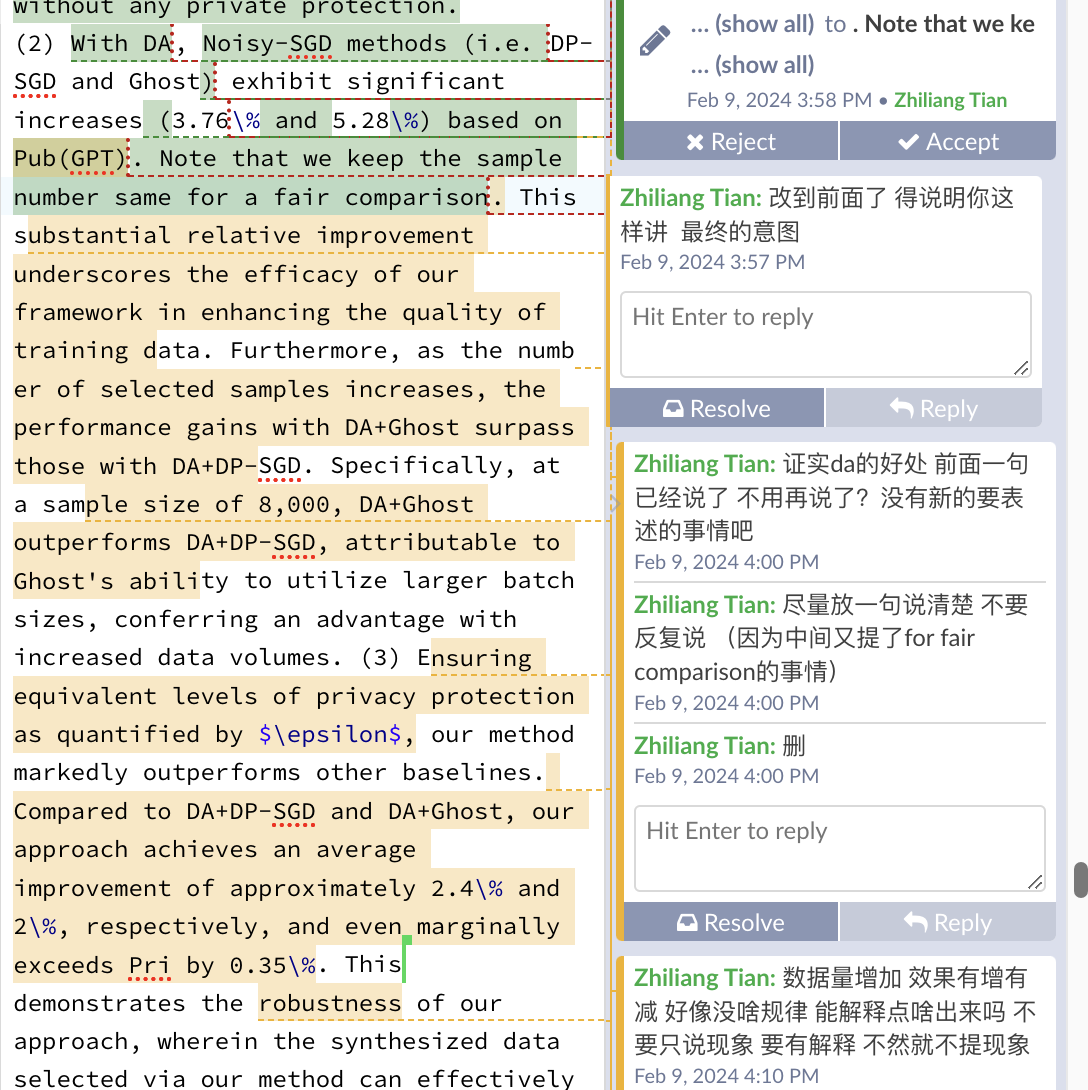 without any private protection.
(2) With DA, Noisy-SGD methods (i.e. DP-
SGD and Ghost) exhibit significant
increases (3.76\% and 5.28\%) based on
Pub(GPT). Note that we keep the sample
number same for a fair comparison. This
substantial relative improvement
underscores the efficacy of our
framework in enhancing the quality of
training data. Furthermore, as the numb
er of selected samples increases, the
performance gains with DA+Ghost surpass
those with DA+DP-SGD. Specifically, at
a sample size of 8,000, DA+Ghost
outperforms DA+DP-SGD, attributable to
Ghost's ability to utilize larger batch
sizes, conferring an advantage with
increased data volumes. (3) Ensuring
equivalent levels of privacy protection
as quantified by $\epsilon$, our method
markedly outperforms other baselines.
Compared to DA+DP-SGD and DA+Ghost, our
approach achieves an average
improvement of approximately 2.4\% and
2\%, respectively, and even marginally
exceeds Pri by 0.35\%. This
demonstrates the robustness of our
approach, wherein the synthesized data
selected via our method can effectively
... (show all) to . Note that we ke
... (show all)
Feb 9, 2024 3:58 PM • Zhiliang Tian
Reject
Accept
Zhiliang Tian: 改到前面了 得说明你这
样讲 最终的意图
Feb 9, 2024 3:57 PM
Hit Enter to reply
Resolve
Reply
Zhiliang Tian: 证实da的好处 前面一句
已经说了 不用再说了？没有新的要表
述的事情吧
Feb 9, 2024 4:00 PM
Zhiliang Tian: 尽量放一句说清楚 不要
反复说 （因为中间又提了for fair
comparison的事情）
Feb 9, 2024 4:00 PM
Zhiliang Tian: 删
Feb 9, 2024 4:00 PM
Hit Enter to reply
Resolve
Reply
Zhiliang Tian: 数据量增加 效果有增有
减 好像没啥规律 能解释点啥出来吗 不
要只说现象 要有解释 不然就不提现象
Feb 9, 2024 4:10 PM